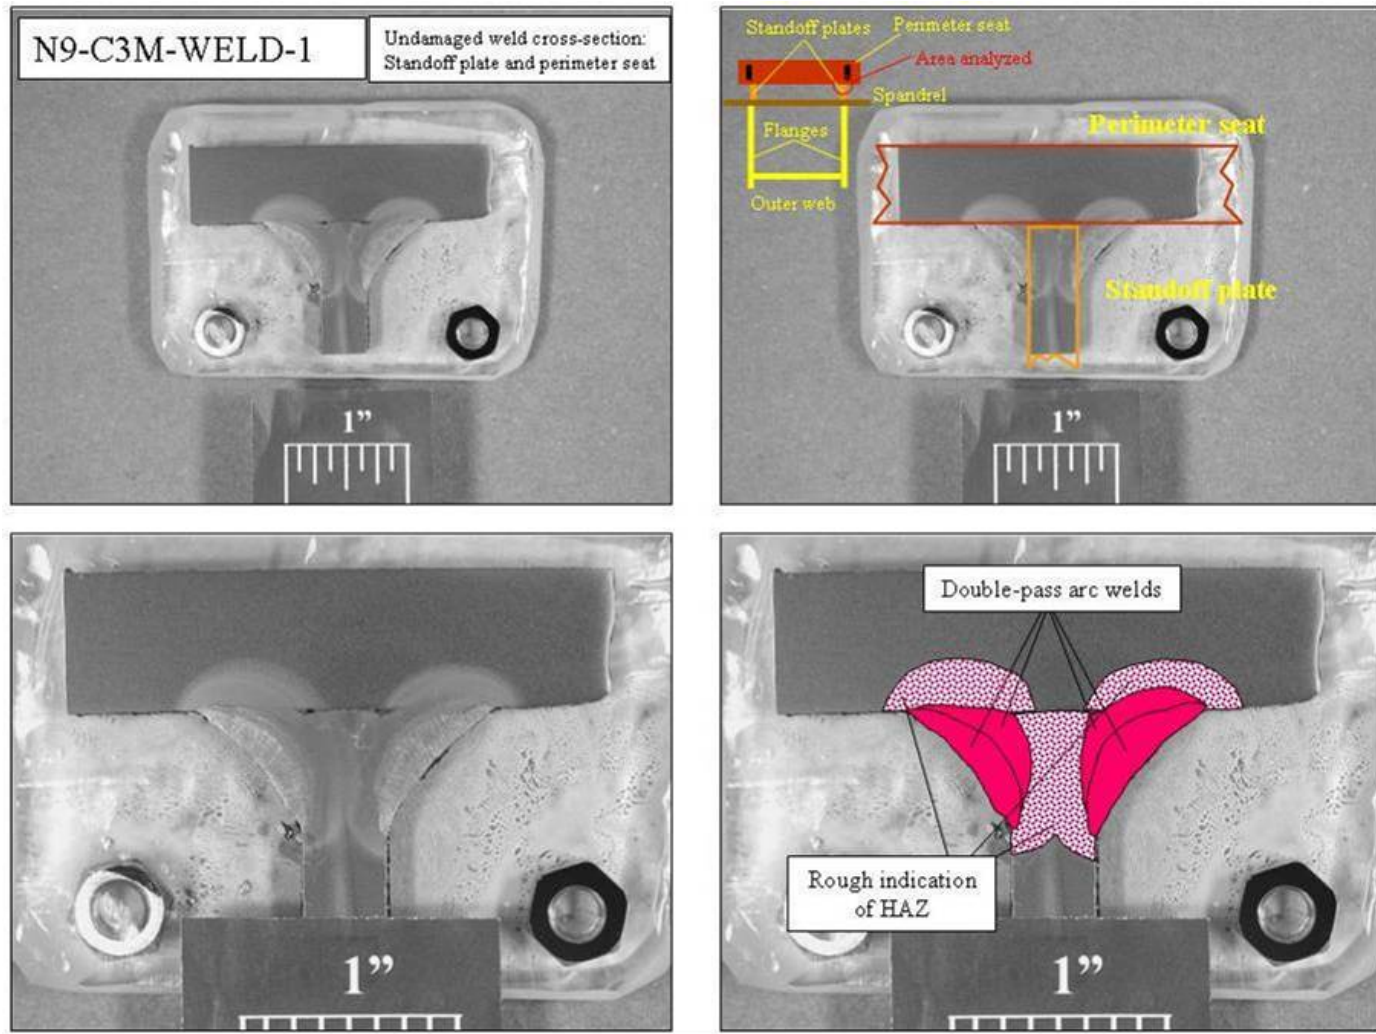 N9-C3M-WELD-1
Undamaged weld cross-section:
Standoff plate and perimeter seat
1”
Standoff plates
Perimeter seat
Area analyzed
Spandrel
Flanges
Outer web
Perimeter seat
Standoff plate
1”
1”
Double-pass arc welds
Rough indication
of HAZ
1”